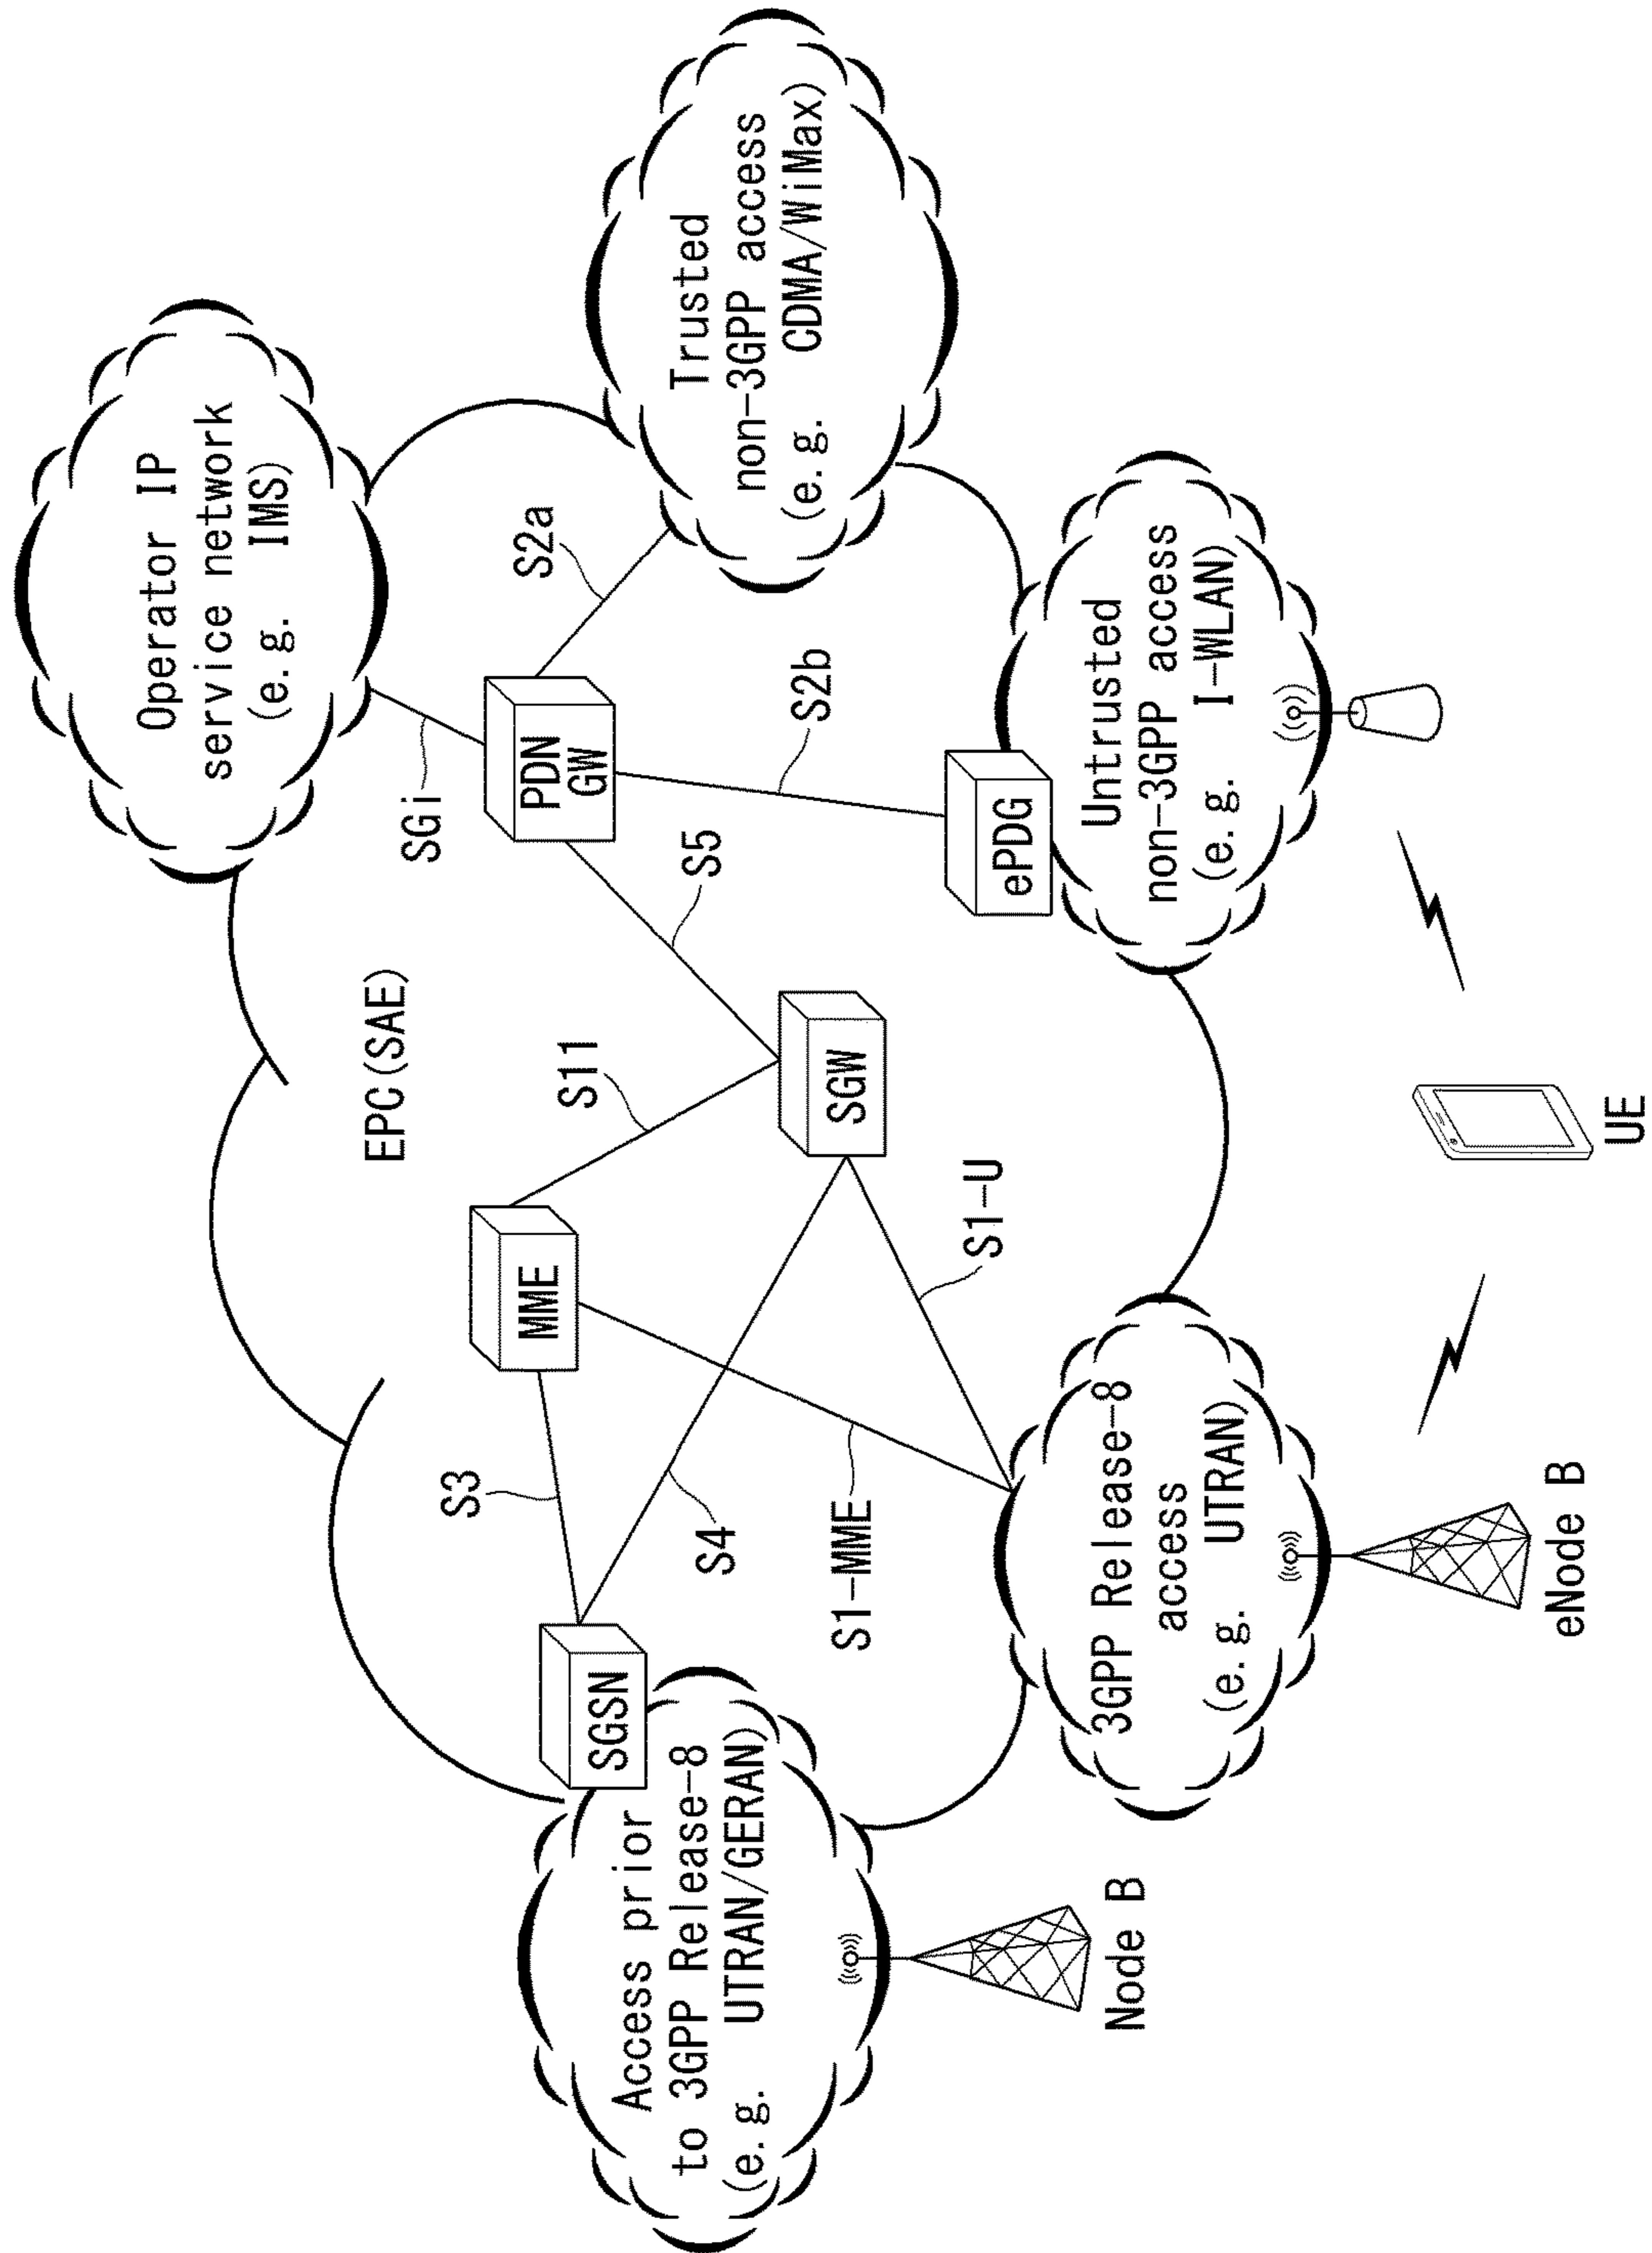 Operator IP
service network
(e.g. IMS)
EPC(SAE)
SGi
S2a
PDN
GW
Trusted
non-3GPP access
(e.g. CDMA/WiMax)
S3
MME
S11
S5
S2b
SGSN
S4
SGW
Access prior
to 3GPP Release-8
(e.g. UTRAN/GERAN)
S1-MME
S1-U
ePDG
Node B
3GPP Release-8
access
(e.g. UTRAN)
Untrusted
non-3GPP access
(e.g. I-WLAN)
eNode B
UE